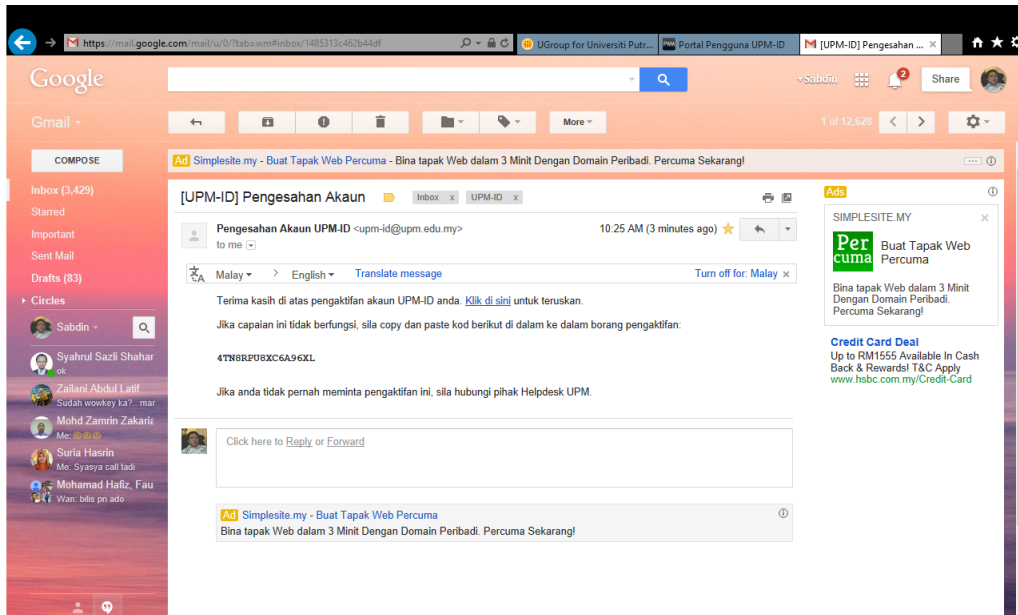 https://mail.google.com/mail/u/0/?tab=wm#inbox/1485313c462b44df
UGroup for Universiti Putr...
Portal Pengguna UPM-ID
[UPM-ID] Pengesahan ... ×
Google
+Sabdin
2
Share
Gmail
More
1 of 12,628
COMPOSE
Ad Simplesite.my - Buat Tapak Web Percuma - Bina tapak Web dalam 3 Minit Dengan Domain Peribadi. Percuma Sekarang!
Inbox (3,429)
Starred
Important
Sent Mail
Drafts (83)
Circles
Sabdin
Syahrul Sazli Shahar
ok
Zailani Abdul Latif
Sudah wowkey ka?.. mar
Mohd Zamrin Zakaria
Me:
Suria Hasrin
Me: Syasya call tadi
Mohamad Hafiz, Fau
Wan: bilis pn ado
[UPM-ID] Pengesahan Akaun
Inbox x
UPM-ID x
Pengesahan Akaun UPM-ID <upm-id@upm.edu.my>
10:25 AM (3 minutes ago)
to me
Malay > English Translate message
Turn off for: Malay ×
Terima kasih di atas pengaktifan akaun UPM-ID anda. Klik di sini untuk teruskan.
Jika capaian ini tidak berfungsi, sila copy dan paste kod berikut di dalam ke dalam borang pengaktifan:
4TN8RPU8XC6A96XL
Jika anda tidak pernah meminta pengaktifan ini, sila hubungi pihak Helpdesk UPM.
Click here to Reply or Forward
Ad Simplesite.my - Buat Tapak Web Percuma
Bina tapak Web dalam 3 Minit Dengan Domain Peribadi. Percuma Sekarang!
Ads
SIMPLESITE.MY ×
Per
cuma
Buat Tapak Web
Percuma
Bina tapak Web dalam 3 Minit
Dengan Domain Peribadi.
Percuma Sekarang!
Credit Card Deal
Up to RM1555 Available In Cash
Back & Rewards! T&C Apply
www.hsbc.com.my/Credit-Card